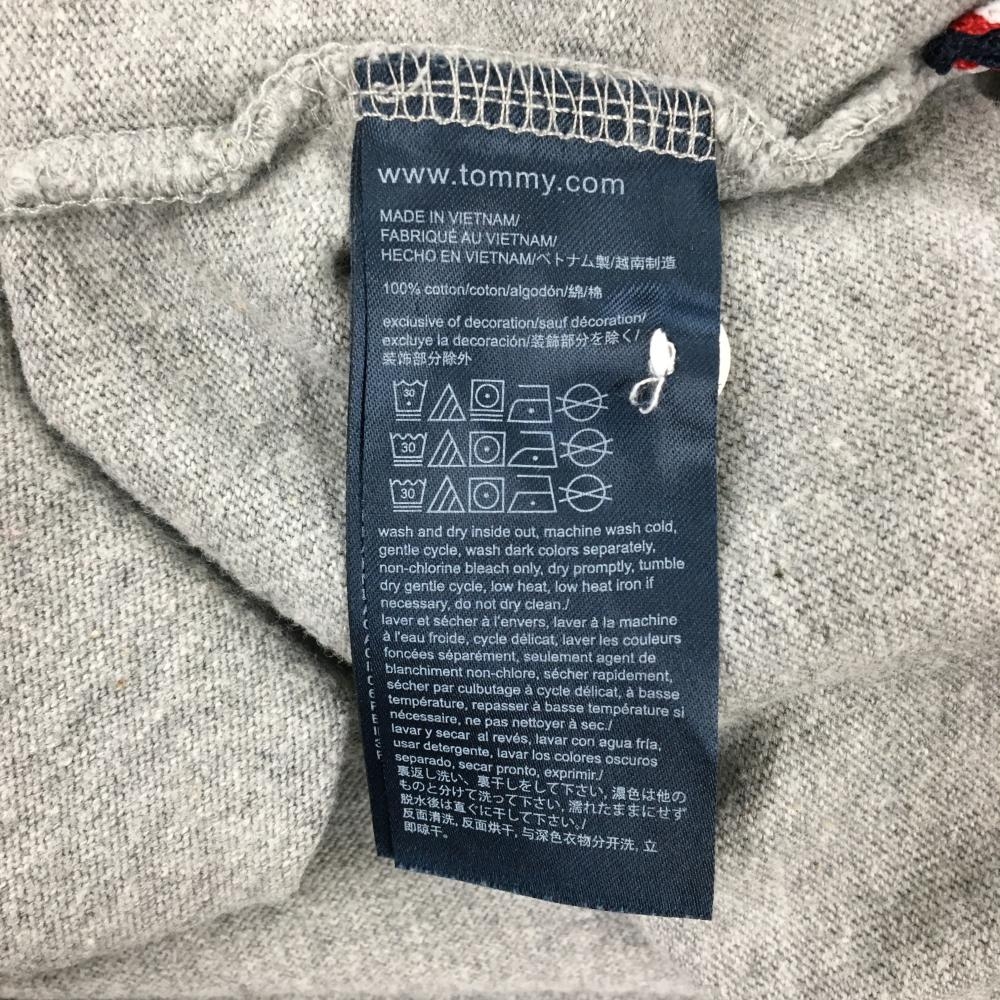 www.tommy.com
MADE IN VIETNAM/
FABRIQUÉ AU VIETNAM/
HECHO EN VIETNAM/ベトナム製/越南制造
100% cotton/coton/algodón/綿/棉
exclusive of decoration/sauf décoration/
excluye la decoración/装飾部分を除く/
装饰部分除外
30
30
30
wash and dry inside out, machine wash cold,
gentle cycle, wash dark colors separately,
non-chlorine bleach only, dry promptly, tumble
dry gentle cycle, low heat, low heat iron if
necessary, do not dry clean./
laver et sécher à l'envers, laver à la machine
à l'eau froide, cycle délicat, laver les couleurs
foncées séparément, seulement agent de
blanchiment non-chlore, sécher rapidement,
sécher par culbutage à cycle délicat, à basse
température, repasser à basse température si
nécessaire, ne pas nettoyer à sec./
lavar y secar al revés, lavar con agua fría,
usar detergente, lavar los colores oscuros
separado, secar pronto, exprimir./
裏返し洗い、裏干しをして下さい, 濃色は他の
ものと分けて洗って下さい, 濡れたままにせず
脱水後は直ぐに干して下さい。/
反面清洗, 反面烘干, 与深色衣物分开洗, 立
即晾干。